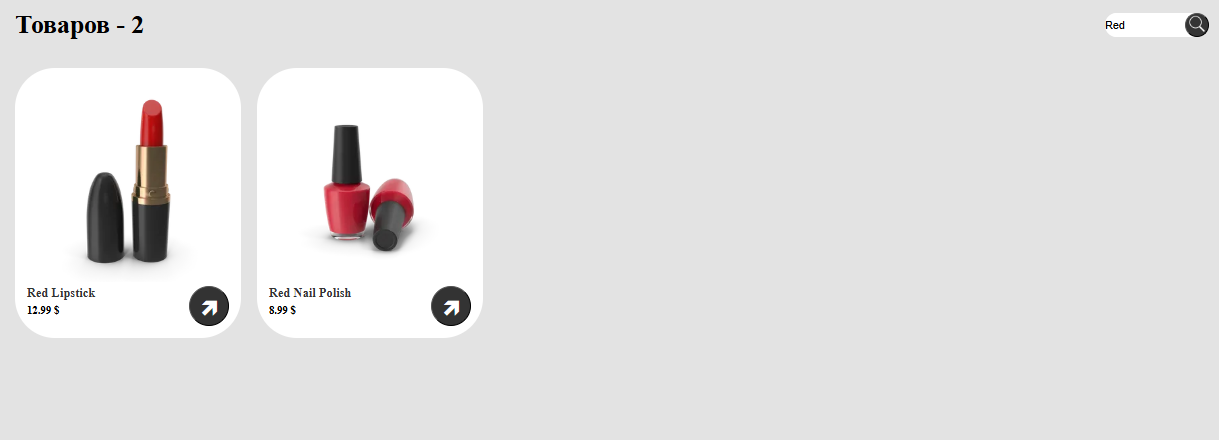 Товаров - 2
Red
Red Lipstick
12.99 $
Red Nail Polish
8.99 $